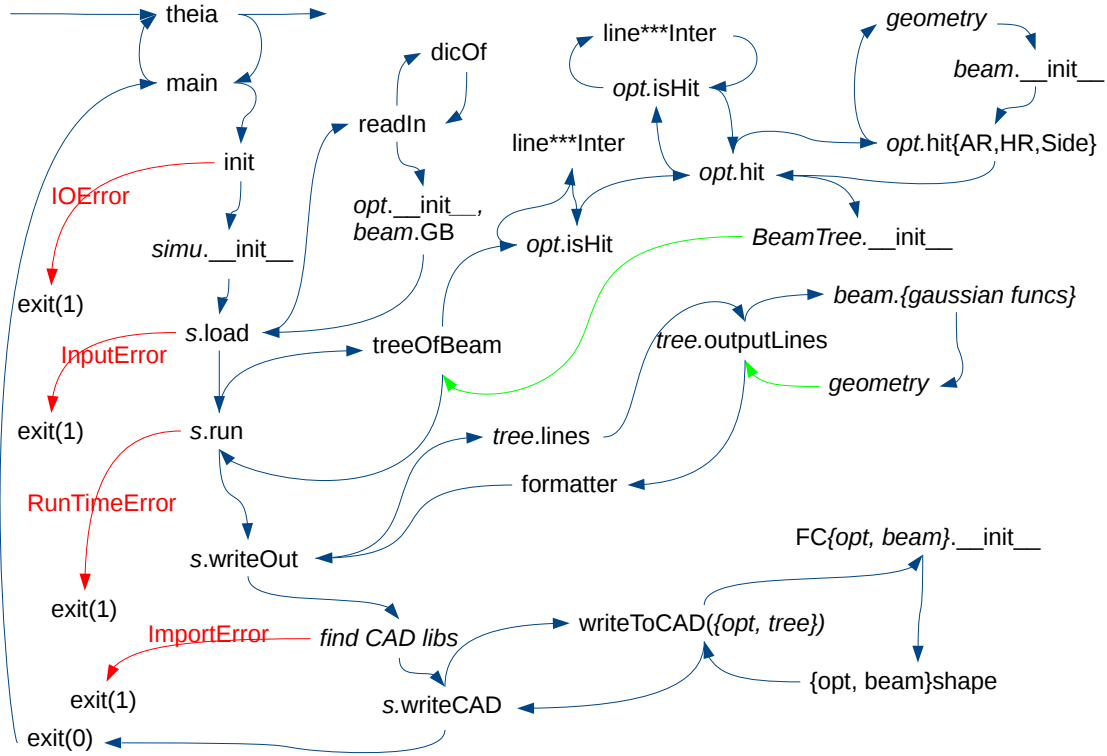 theia
geometry
line***Inter
dicOf
beam.__init__
main
opt.isHit
readIn
line***Inter
opt.hit{AR,HR,Side}
init
opt.hit
IOError
opt.__init__,
beam.GB
simu.__init__
opt.isHit
BeamTree.__init__
exit(1)
beam.{gaussian funcs}
s.load
treeOfBeam
tree.outputLines
InputError
geometry
exit(1)
s.run
tree.lines
formatter
RunTimeError
FC{opt, beam}.__init__
s.writeOut
exit(1)
writeToCAD({opt, tree})
ImportError
find CAD libs
{opt, beam}shape
exit(1)
s.writeCAD
exit(0)